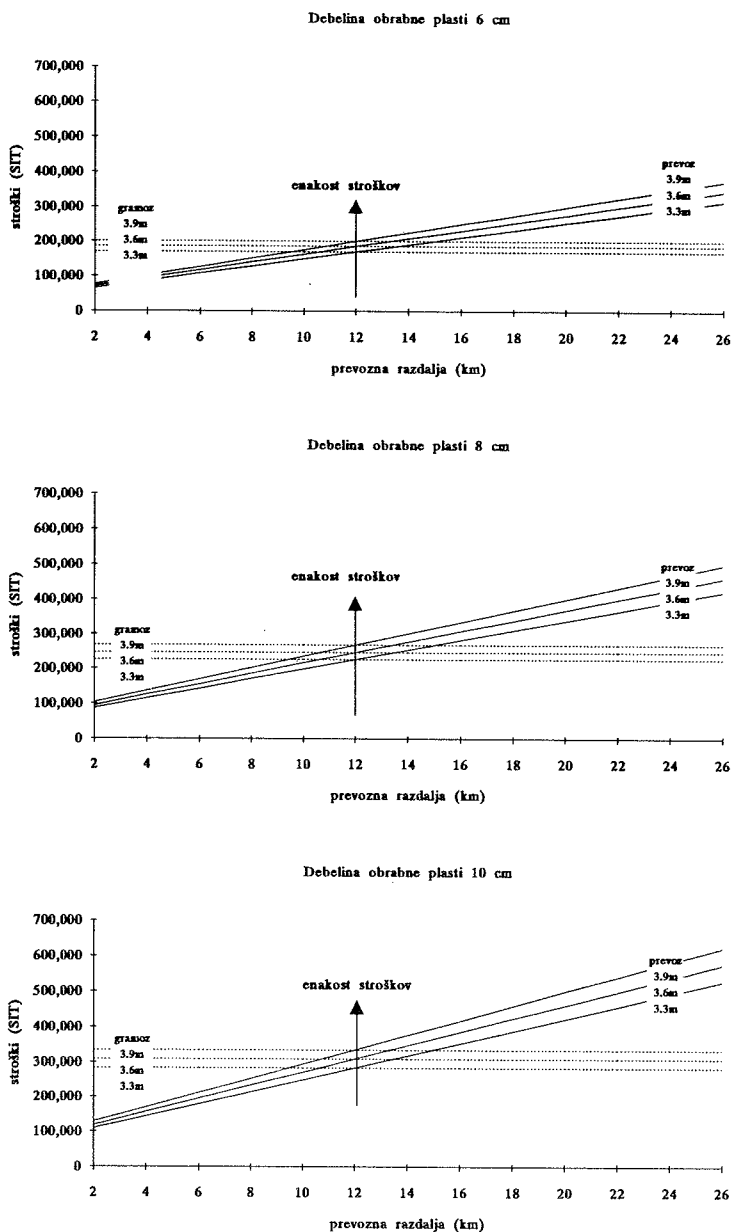 Debelina obrabne plasti 6 cm
stroški (SIT)
700,000
600,000
500,000
400,000
300,000
200,000
100,000
0
gramoz
3.9m
3.6m
3.3m
enakost stroškov
prevoz
3.9m
3.6m
3.3m
2 4 6 8 10 12 14 16 18 20 22 24 26
prevozna razdalja (km)
Debelina obrabne plasti 8 cm
stroški (SIT)
700,000
600,000
500,000
400,000
300,000
200,000
100,000
0
gramoz
3.9m
3.6m
3.3m
enakost stroškov
prevoz
3.9m
3.6m
3.3m
2 4 6 8 10 12 14 16 18 20 22 24 26
prevozna razdalja (km)
Debelina obrabne plasti 10 cm
stroški (SIT)
700,000
600,000
500,000
400,000
300,000
200,000
100,000
0
gramoz
3.9m
3.6m
3.3m
enakost stroškov
prevoz
3.9m
3.6m
3.3m
2 4 6 8 10 12 14 16 18 20 22 24 26
prevozna razdalja (km)